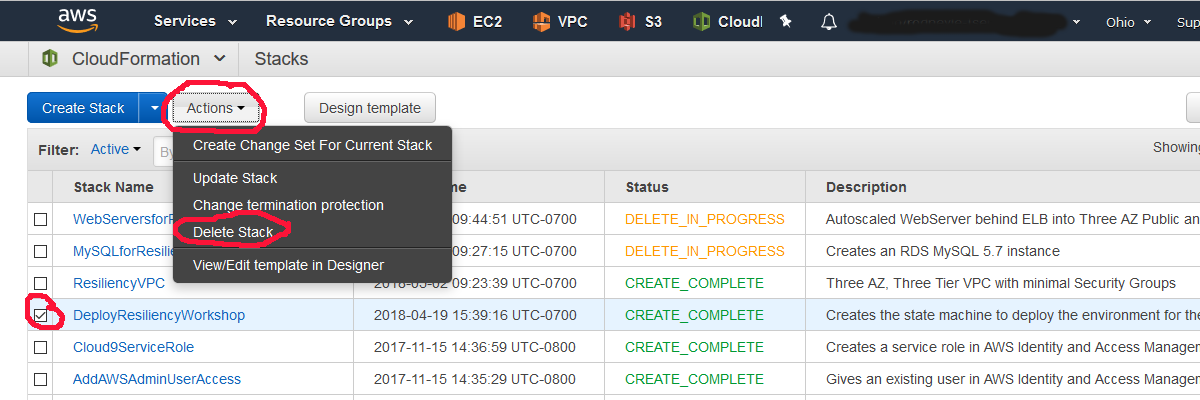 aws Services Resource Groups EC2 VPC S3 Cloud Ohio Sup
CloudFormation Stacks
Create Stack Actions Design template
Filter: Active By Showing
Create Change Set For Current Stack
Update Stack
Change termination protection
Delete Stack
View/Edit template in Designer
Stack Name me Status Description
WebServersforR 09:44:51 UTC-0700 DELETE_IN_PROGRESS Autoscaled WebServer behind ELB into Three AZ Public an
MySQLforResilie 09:27:15 UTC-0700 DELETE_IN_PROGRESS Creates an RDS MySQL 5.7 instance
ResiliencyVPC 2018-05-02 09:23:39 UTC-0700 CREATE_COMPLETE Three AZ, Three Tier VPC with minimal Security Groups
DeployResiliencyWorkshop 2018-04-19 15:39:16 UTC-0700 CREATE_COMPLETE Creates the state machine to deploy the environment for the
Cloud9ServiceRole 2017-11-15 14:36:59 UTC-0800 CREATE_COMPLETE Creates a service role in AWS Identity and Access Manager
AddAWSAdminUserAccess 2017-11-15 14:35:29 UTC-0800 CREATE_COMPLETE Gives an existing user in AWS Identity and Access Manager